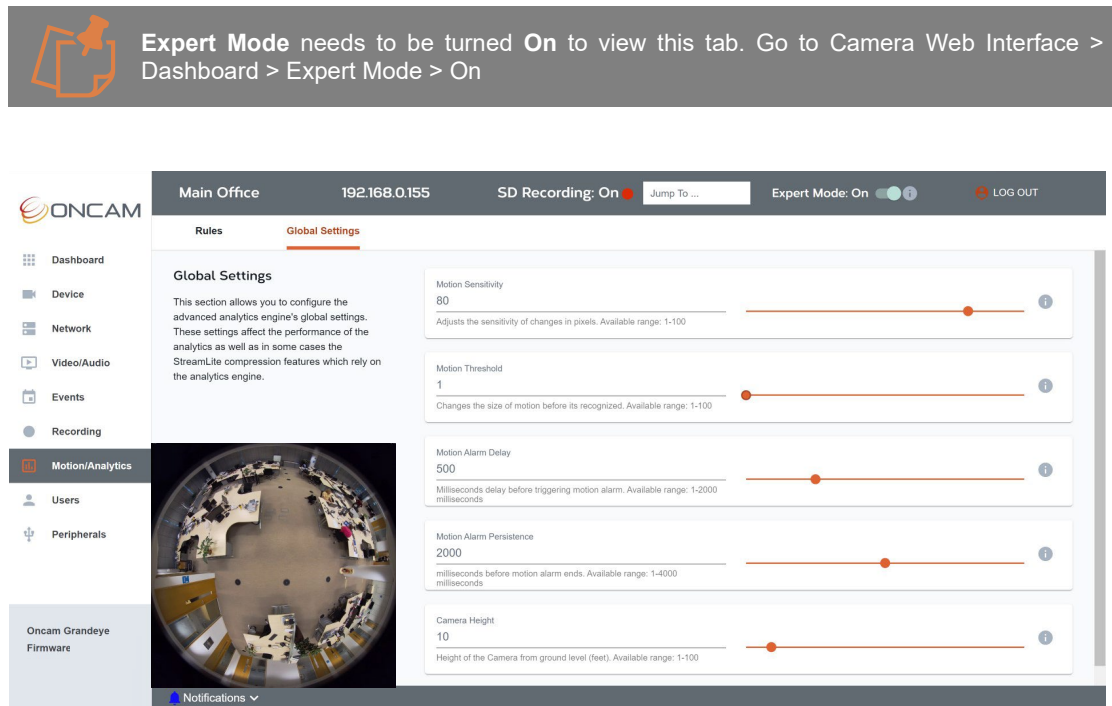 Expert Mode needs to be turned On to view this tab. Go to Camera Web Interface >
Dashboard > Expert Mode > On
ONCAM
Main Office 192.168.0.155 SD Recording: On Jump To ... Expert Mode: On LOG OUT
Rules Global Settings
Dashboard
Device
Network
Video/Audio
Events
Recording
Motion/Analytics
Users
Peripherals
Oncam Grandeye
Firmware
Global Settings
This section allows you to configure the
advanced analytics engine's global settings.
These settings affect the performance of the
analytics as well as in some cases the
StreamLite compression features which rely on
the analytics engine.
Motion Sensitivity
80
Adjusts the sensitivity of changes in pixels. Available range: 1-100
Motion Threshold
1
Changes the size of motion before its recognized. Available range: 1-100
Motion Alarm Delay
500
Milliseconds delay before triggering motion alarm. Available range: 1-2000
milliseconds
Motion Alarm Persistence
2000
milliseconds before motion alarm ends. Available range: 1-4000
milliseconds
Camera Height
10
Height of the Camera from ground level (feet). Available range: 1-100
Notifications